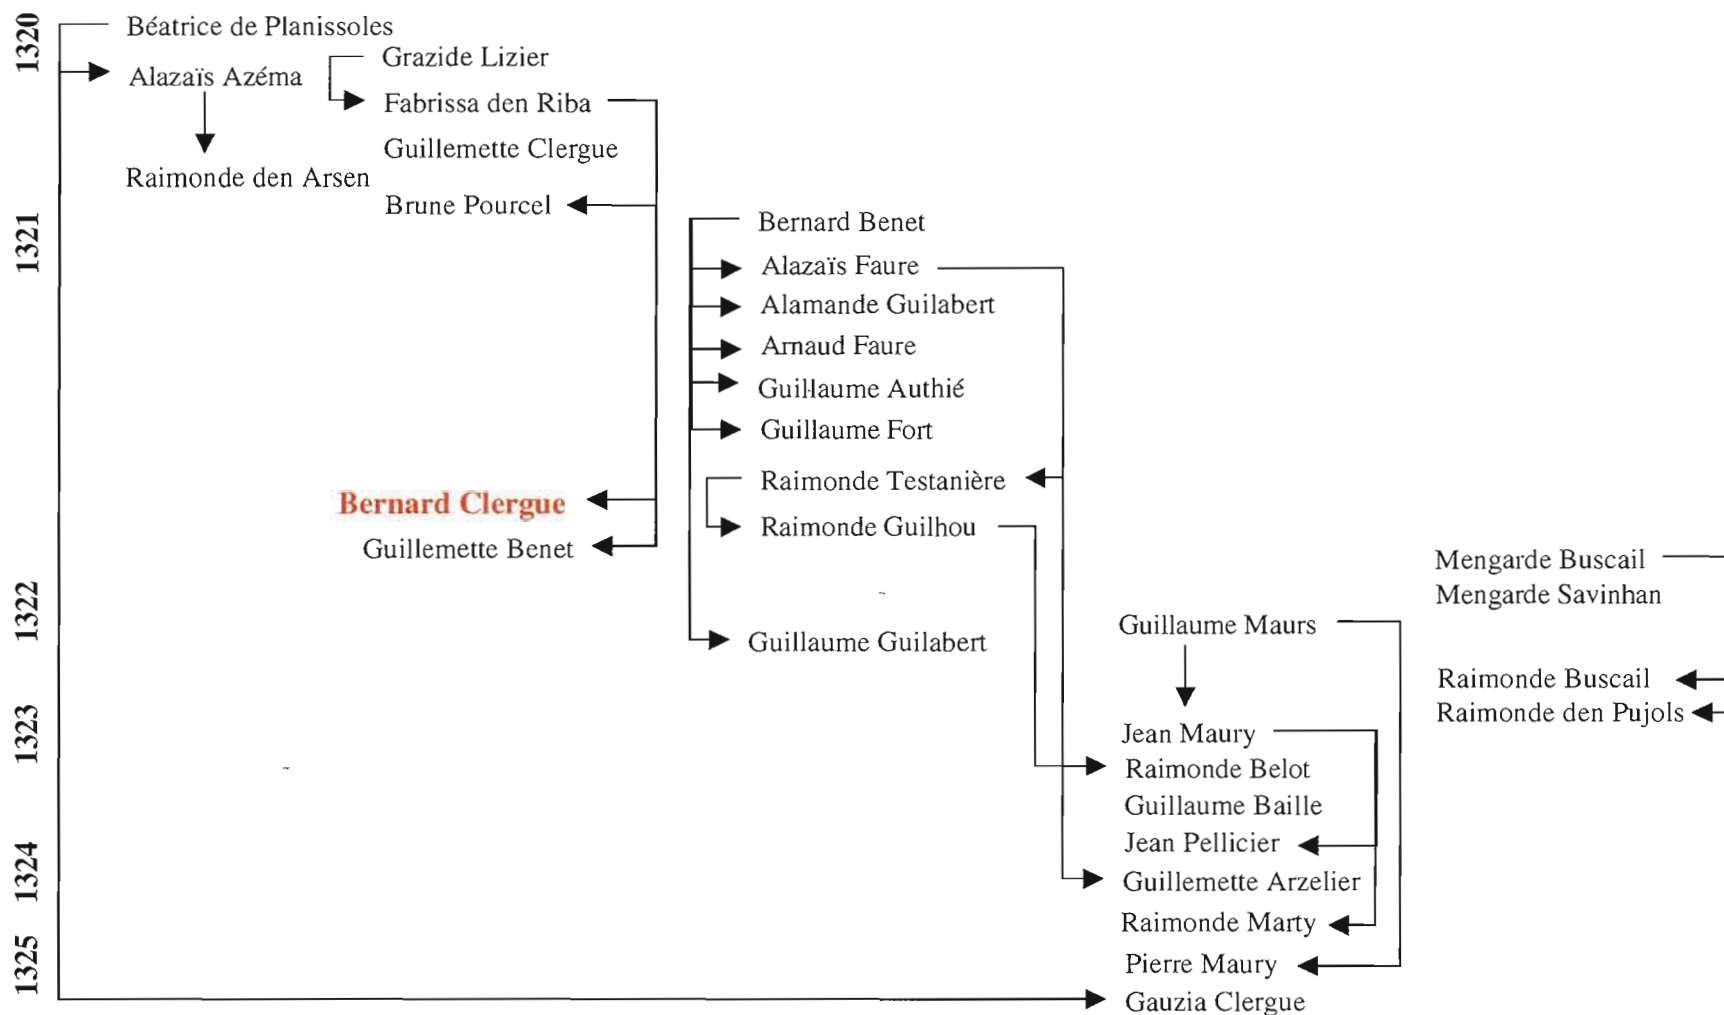 1320
Béatrice de Planissoles
Alazaïs Azéma
Raimonde den Arsen
Grazide Lizier
Fabrissa den Riba
Guillemette Clergue
Brune Pourcel
1321
Bernard Benet
Alazaïs Faure
Alamande Guilabert
Arnaud Faure
Guillaume Authié
Guillaume Fort
Raimonde Testanière
Raimonde Guilhou
Bernard Clergue
Guillemette Benet
Guillaume Guilabert
1322
Mengarde Buscail
Mengarde Savinhan
Guillaume Maurs
Raimonde Buscail
Raimonde den Pujols
1323
Jean Maury
Raimonde Belot
Guillaume Baille
Jean Pellicier
1324
Guillemette Arzelier
Raimonde Marty
1325
Pierre Maury
Gauzia Clergue